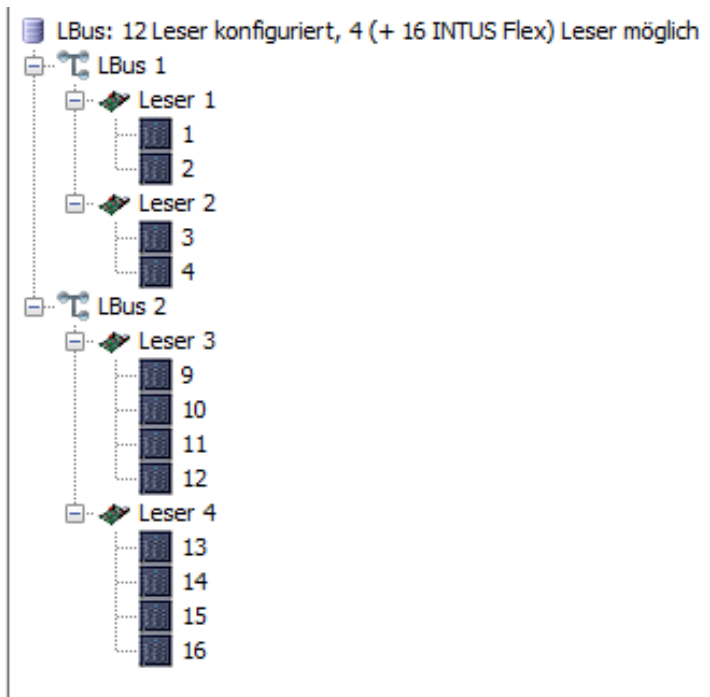 LBus: 12 Leser konfiguriert, 4 (+ 16 INTUS Flex) Leser möglich
LBus 1
Leser 1
1
2
Leser 2
3
4
LBus 2
Leser 3
9
10
11
12
Leser 4
13
14
15
16